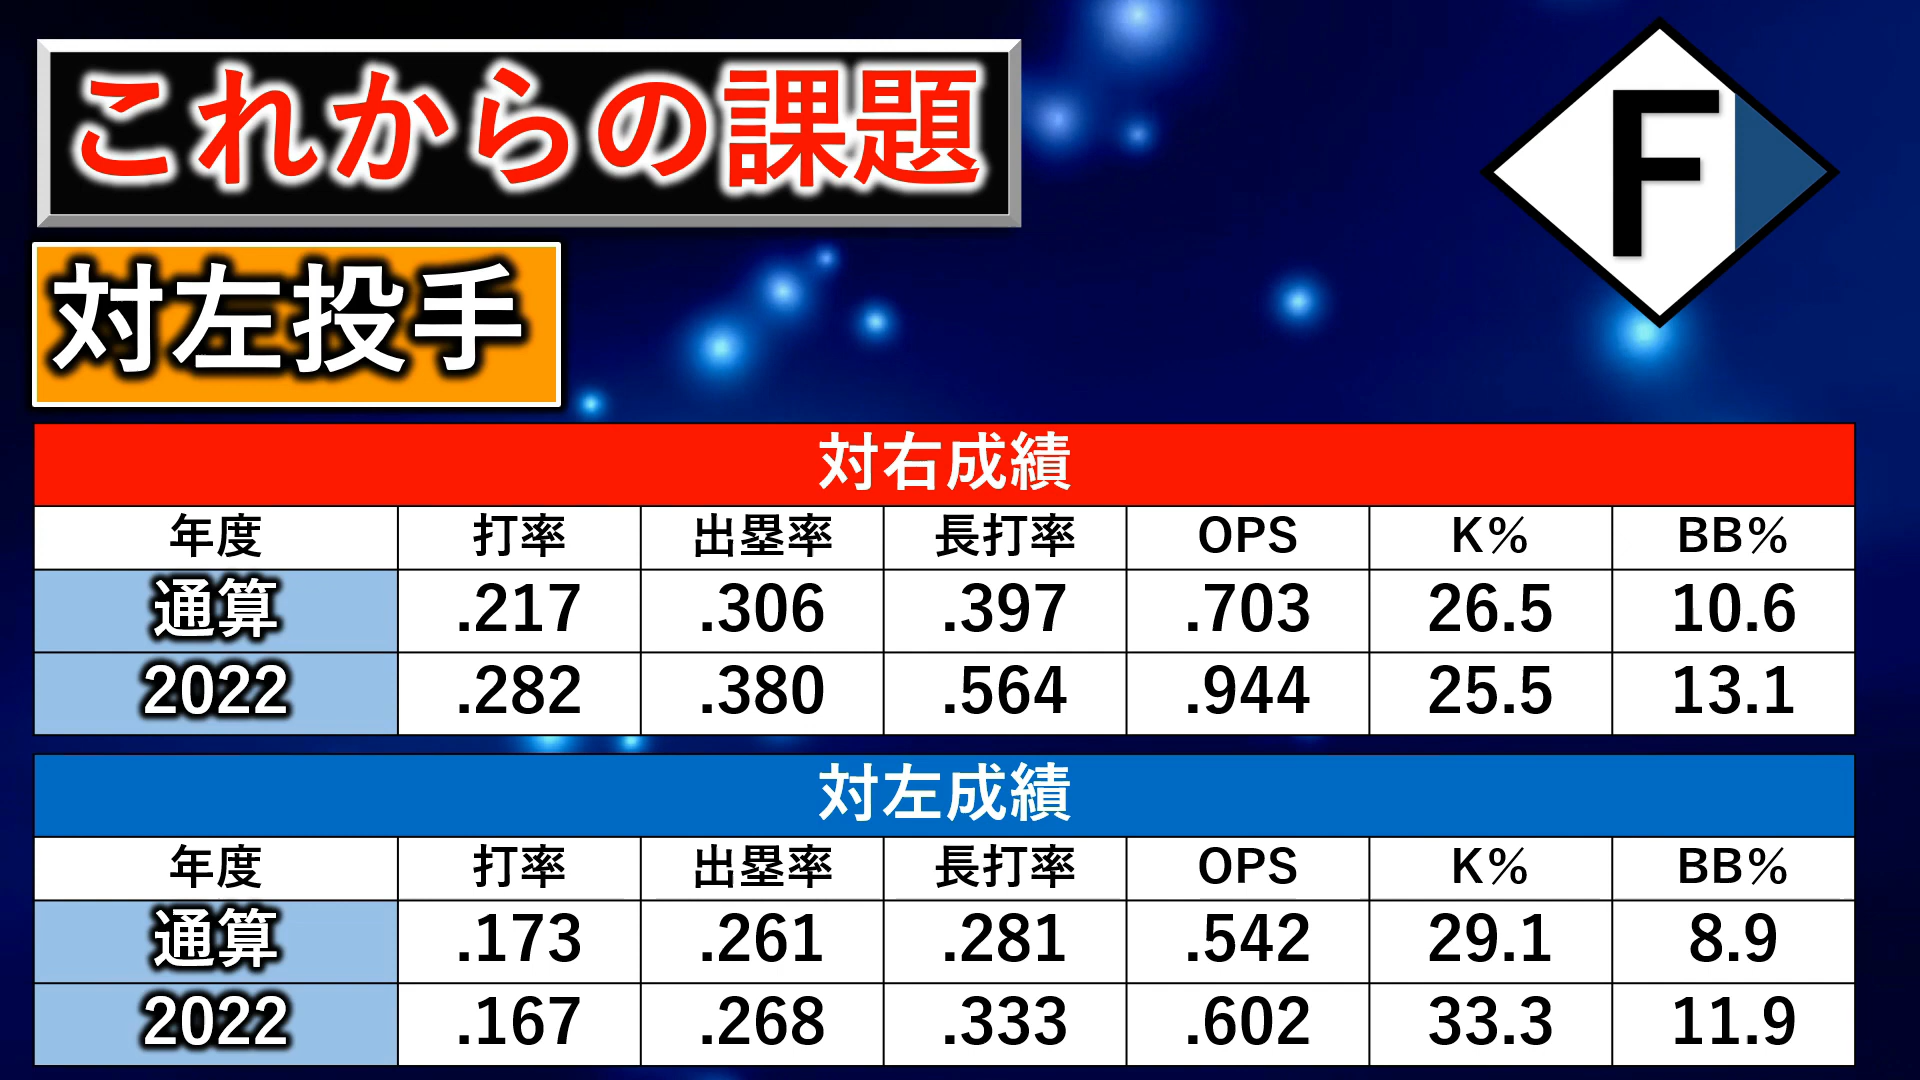 これからの課題
F
対左投手
対右成績
年度 打率 出塁率 長打率 OPS K% BB%
通算 .217 .306 .397 .703 26.5 10.6
2022 .282 .380 .564 .944 25.5 13.1
対左成績
年度 打率 出塁率 長打率 OPS K% BB%
通算 .173 .261 .281 .542 29.1 8.9
2022 .167 .268 .333 .602 33.3 11.9